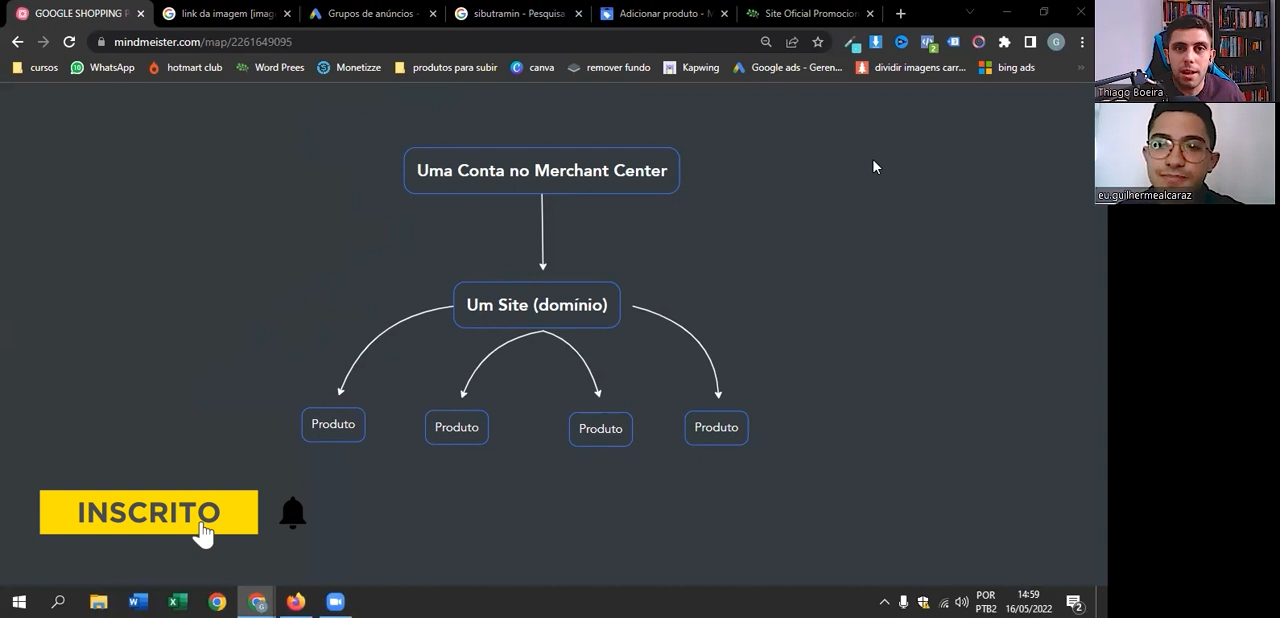 GOOGLE SHOPPING P
link da imagem [imag
Grupos de anúncios -
sibutramin - Pesquisa
Adicionar produto - M
Site Oficial Promocion
mindmeister.com/map/2261649095
cursos
WhatsApp
hotmart club
Word Prees
Monetizze
produtos par
canva
remover fundo
Kapwing
Google ads - Geren...
dividir imagens carr...
bing ads
Thiago Boeira
eu.guilhermealcaraz
Uma Conta no Merchant Center
Um Site (domínio)
Produto
Produto
Produto
Produto
INSCRITO
POR
PTB2
14:59
16/05/2022
2